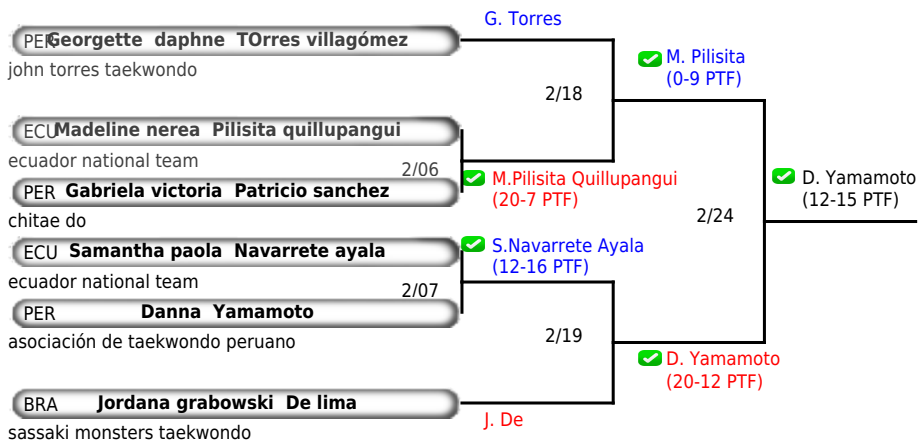 G. Torres
PER Georgette daphne TOrres villagómez
john torres taekwondo
M. Pilisita
(0-9 PTF)
2/18
ECU Madeline nerea Pilisita quillupangui
ecuador national team
2/06
M.Pilisita Quillupangui
(20-7 PTF)
PER Gabriela victoria Patricio sanchez
chitae do
D. Yamamoto
(12-15 PTF)
2/24
ECU Samantha paola Navarrete ayala
ecuador national team
S.Navarrete Ayala
(12-16 PTF)
2/07
PER Danna Yamamoto
asociación de taekwondo peruano
2/19
D. Yamamoto
(20-12 PTF)
BRA Jordana grabowski De lima
sassaki monsters taekwondo
J. De